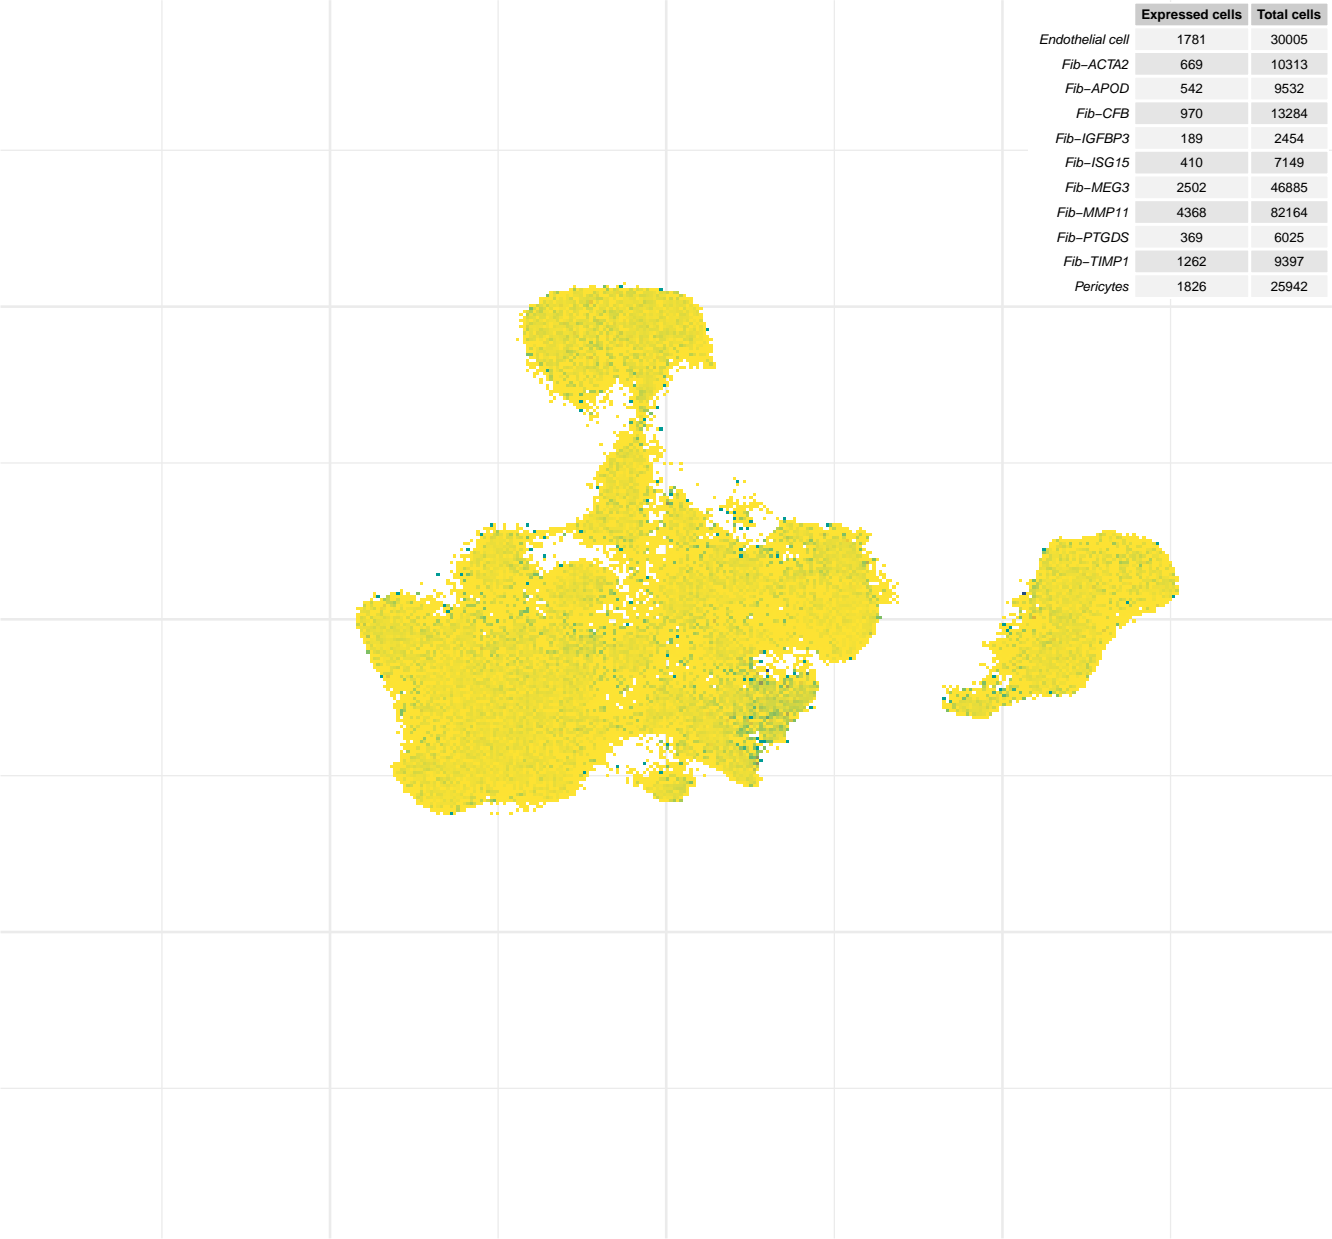 Expressed cells Total cells
Endothelial cell 1781 30005
Fib−ACTA2 669 10313
Fib−APOD 542 9532
Fib−CFB 970 13284
Fib−IGFBP3 189 2454
Fib−ISG15 410 7149
Fib−MEG3 2502 46885
Fib−MMP11 4368 82164
Fib−PTGDS 369 6025
Fib−TIMP1 1262 9397
Pericytes 1826 25942